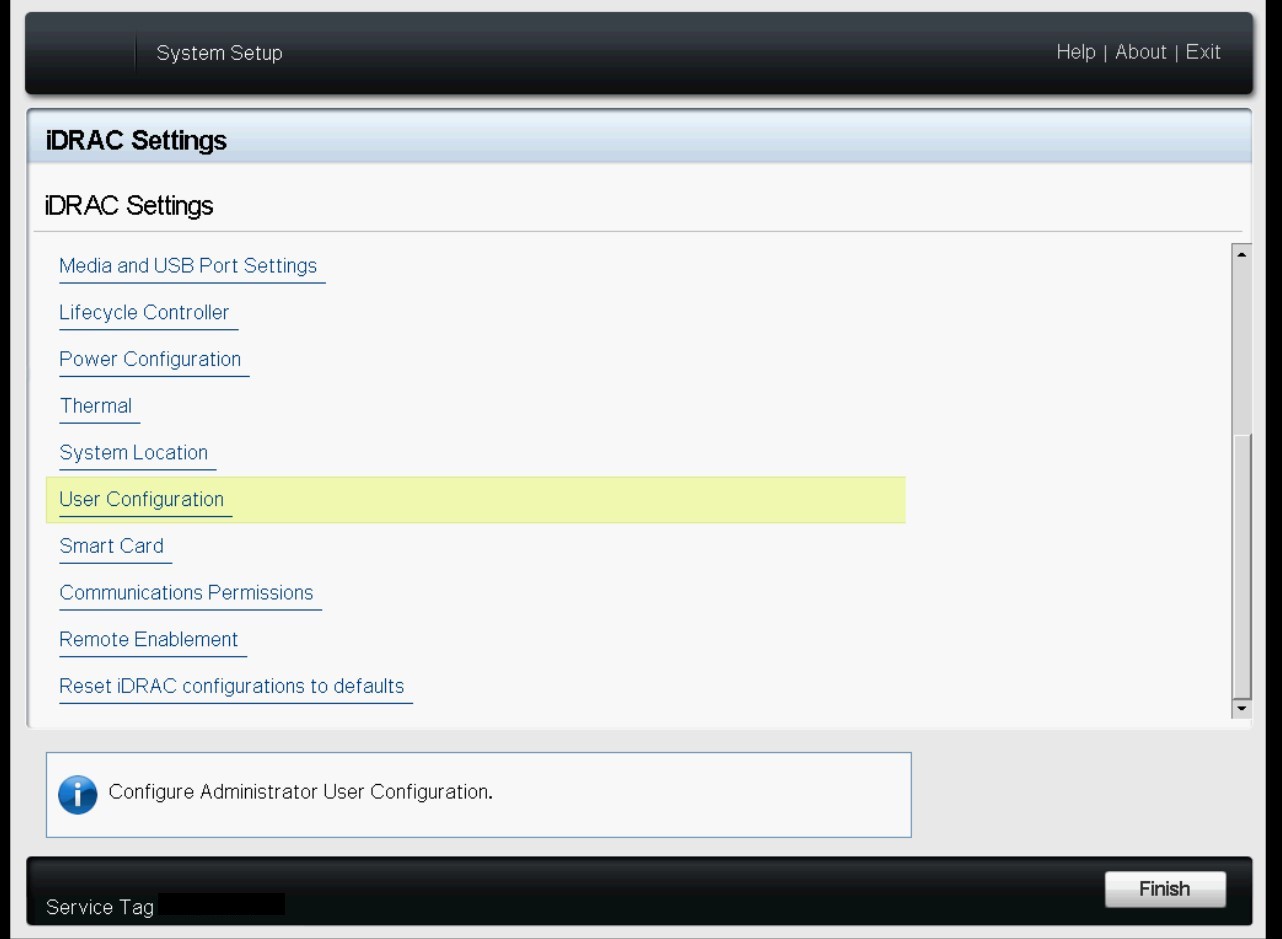 System Setup
Help | About | Exit
iDRAC Settings
iDRAC Settings
Media and USB Port Settings
Lifecycle Controller
Power Configuration
Thermal
System Location
User Configuration
Smart Card
Communications Permissions
Remote Enablement
Reset iDRAC configurations to defaults
Configure Administrator User Configuration.
Service Tag
Finish